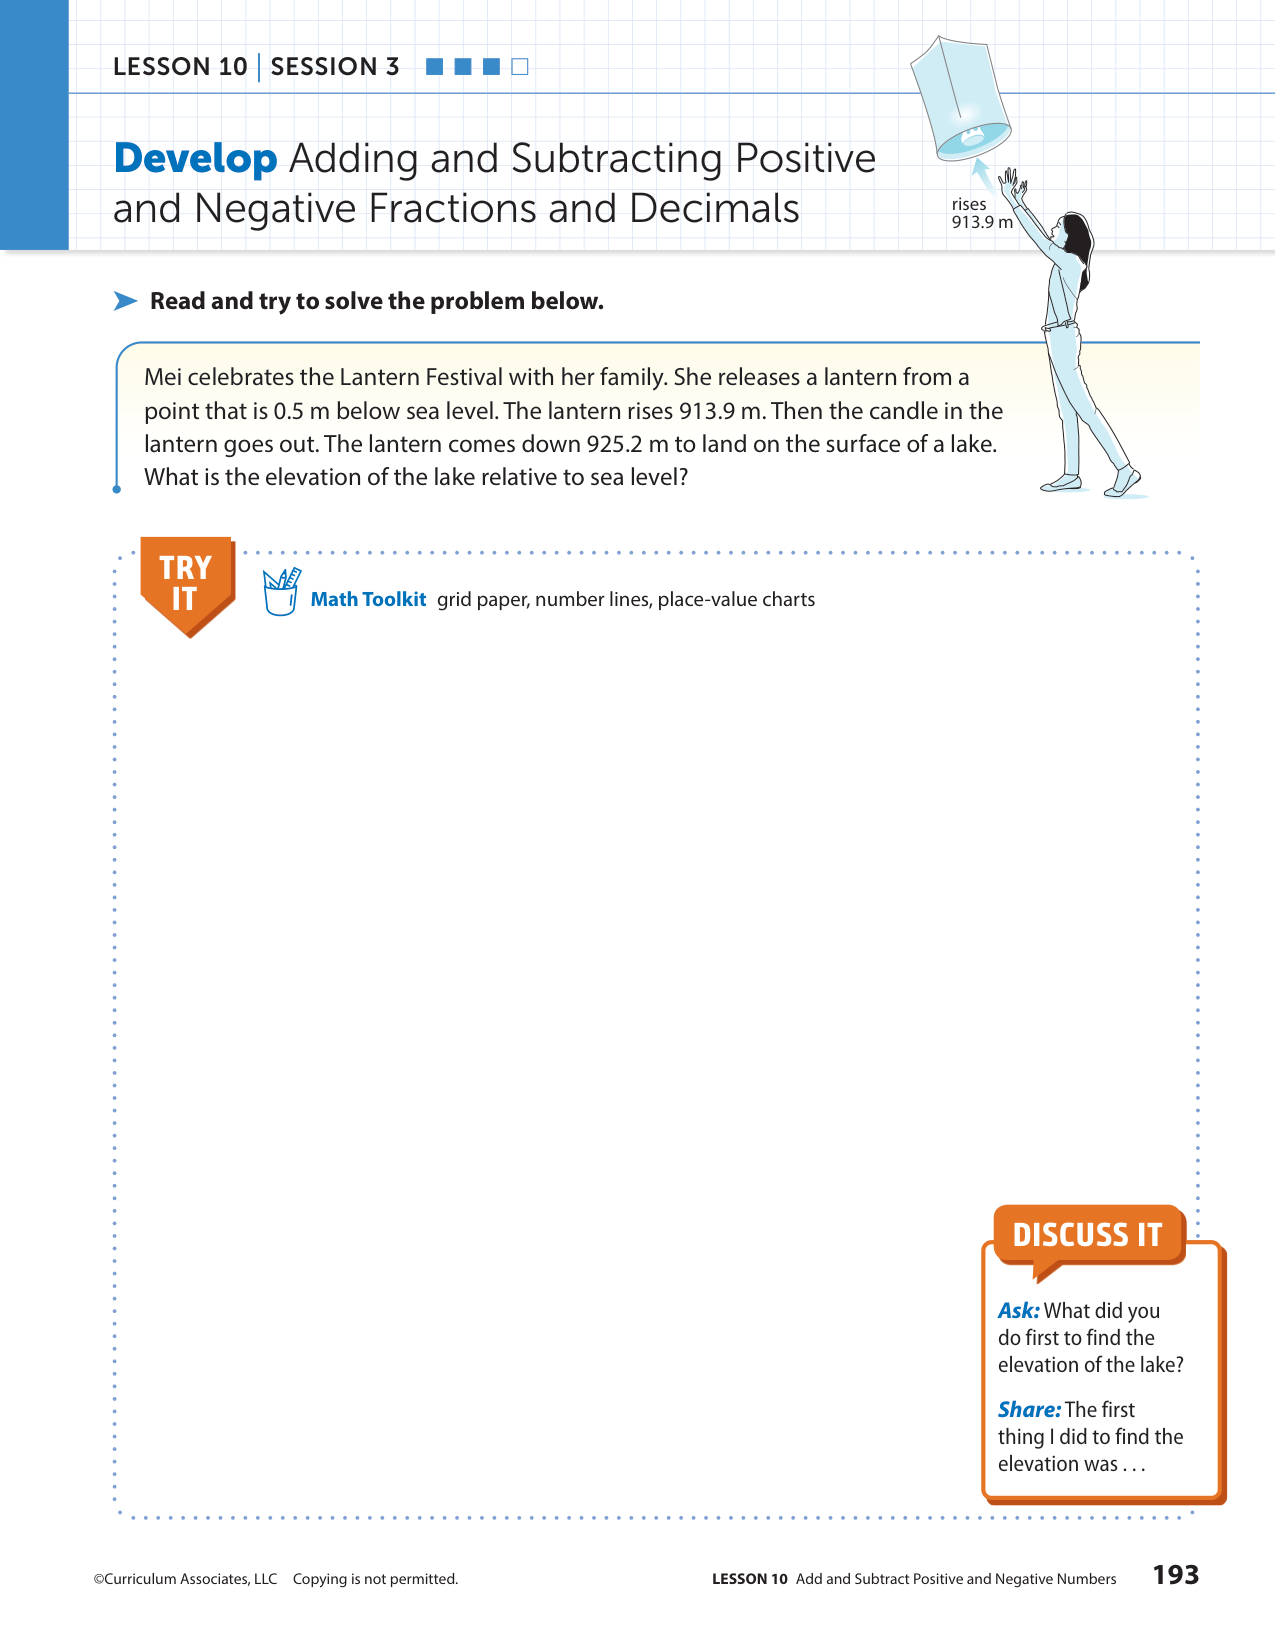 LESSON 10 | SESSION 3
Develop Adding and Subtracting Positive
and Negative Fractions and Decimals
rises
913.9 m
Read and try to solve the problem below.
Mei celebrates the Lantern Festival with her family. She releases a lantern from a
point that is 0.5 m below sea level. The lantern rises 913.9 m. Then the candle in the
lantern goes out. The lantern comes down 925.2 m to land on the surface of a lake.
What is the elevation of the lake relative to sea level?
TRY
IT
Math Toolkit grid paper, number lines, place-value charts
DISCUSS IT
Ask: What did you
do first to find the
elevation of the lake?
Share: The first
thing I did to find the
elevation was . . .
©Curriculum Associates, LLC Copying is not permitted.
LESSON 10 Add and Subtract Positive and Negative Numbers 193